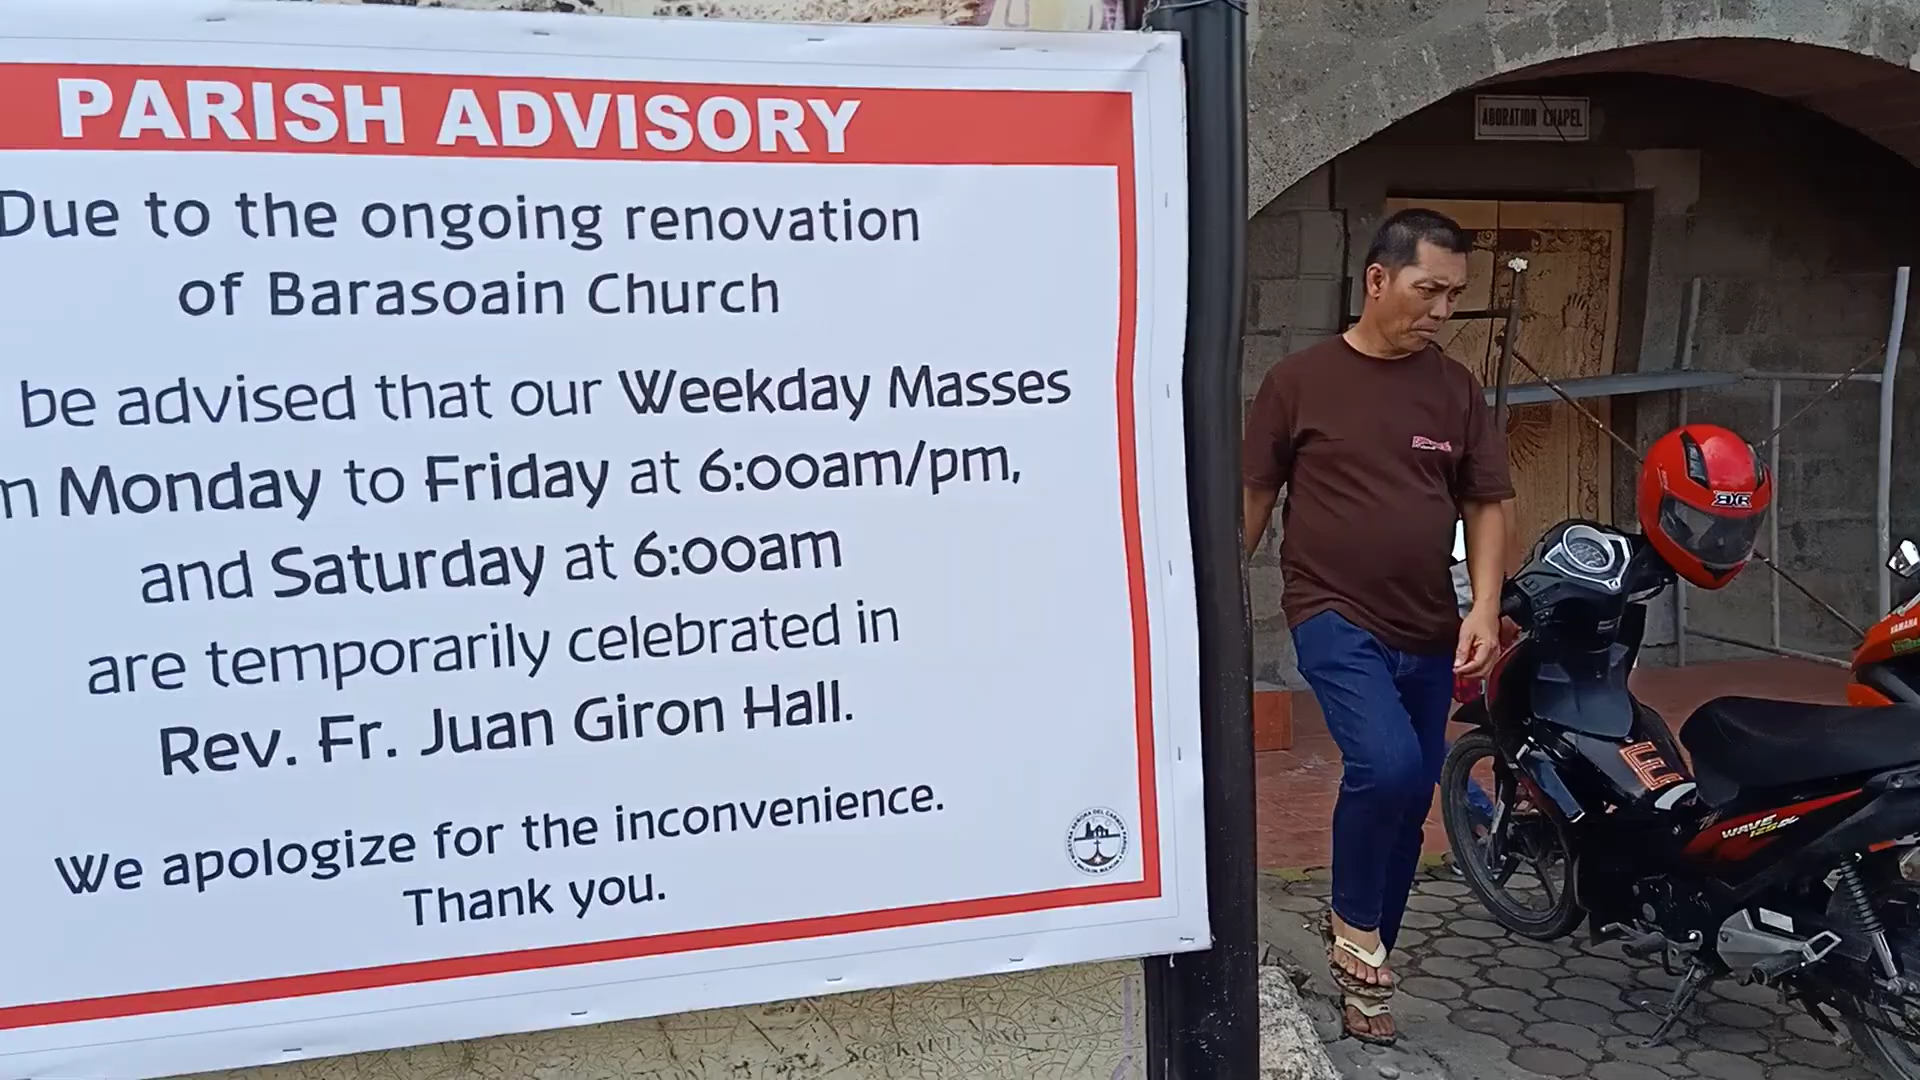 PARISH ADVISORY
Due to the ongoing renovation
of Barasoain Church
be advised that our Weekday Masses
m Monday to Friday at 6:00am/pm,
and Saturday at 6:00am
are temporarily celebrated in
Rev. Fr. Juan Giron Hall.
We apologize for the inconvenience.
Thank you.
ADORATION CHAPEL
YAMAHA
WAVE
125